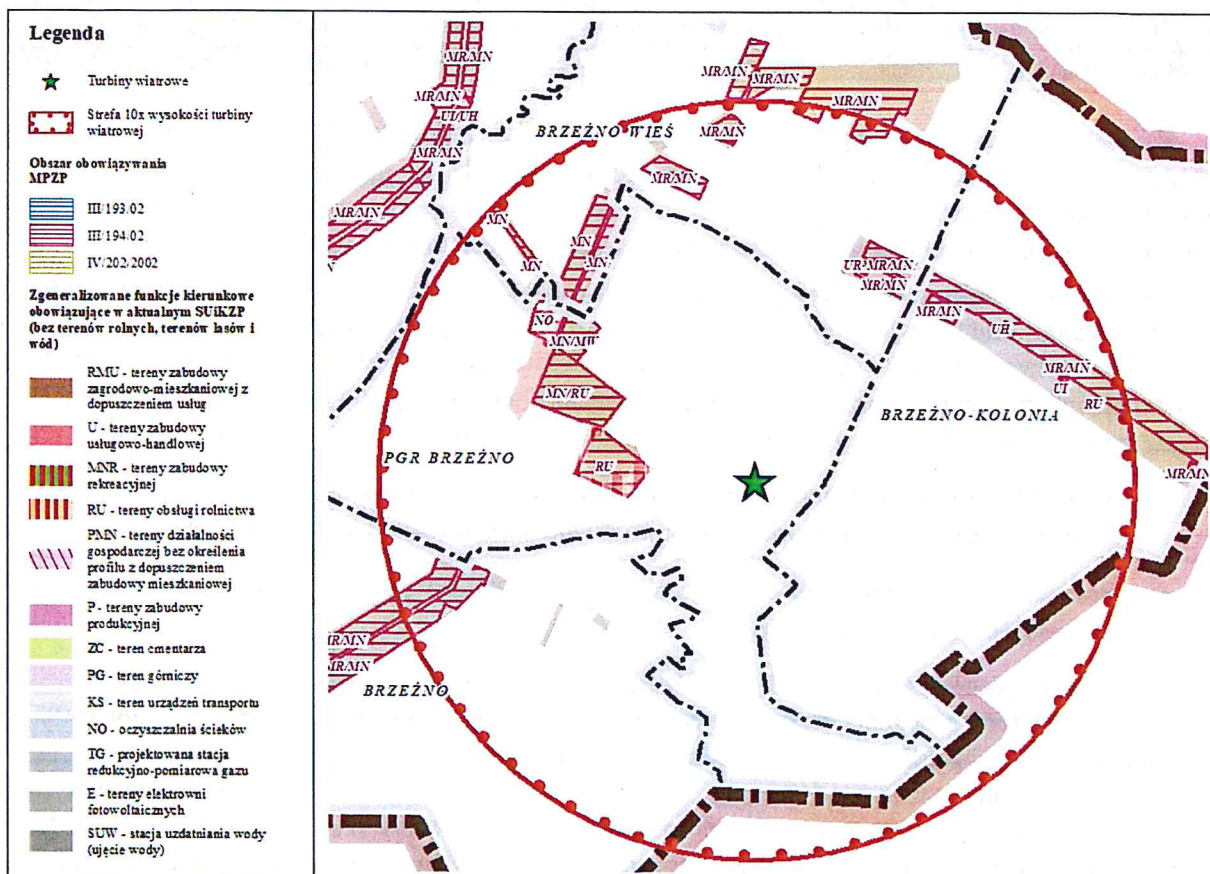 Legenda
Turbiny wiatrowe
Strefa 10x wysokości turbiny
wiatrowej
Obszar obowiązywania
MPZP
III/193/02
III/194/02
IV/202/2002
Zgeneralizowane funkcje kierunkowe
obowiązujące w aktualnym SUiKZP
(bez terenów rolnych, terenów lasów i
wód)
RMU - tereny zabudowy
zagrodowo-mieszkaniowej z
dopuszczeniem usług
U - tereny zabudowy
usługowo-handlowej
MNR - tereny zabudowy
rekreacyjnej
RU - tereny obsługi rolnictwa
PMN - tereny działalności
gospodarczej bez określenia
profilu z dopuszczeniem
zabudowy mieszkaniowej
P - tereny zabudowy
produkcyjnej
ZC - teren cmentarza
PG - teren górniczy
KS - teren urządzeń transportu
NO - oczyszczalnia ścieków
TG - projektowana stacja
redukcyjno-pomiarowa gazu
E - tereny elektrowni
fotowoltaicznych
SUW - stacja uzdatniania wody
(ujęcie wody)
MR/MN
MR/MN
UI/UH
MR/MN
MR/MN
MR/MN
MR/MN
MR/MN
MR/MN
BRZEŹNO WIEŚ
MR/MN
MN
MN
MN
MN
NO
MN/MW
MN/RU
RU
UR MR/MN
MR/MN
MR/MN
UH
MR/MN
UI
RU
MR/MN
BRZEŹNO-KOLONIA
PGR BRZEŹNO
MR/MN
MR/MN
BRZEŹNO